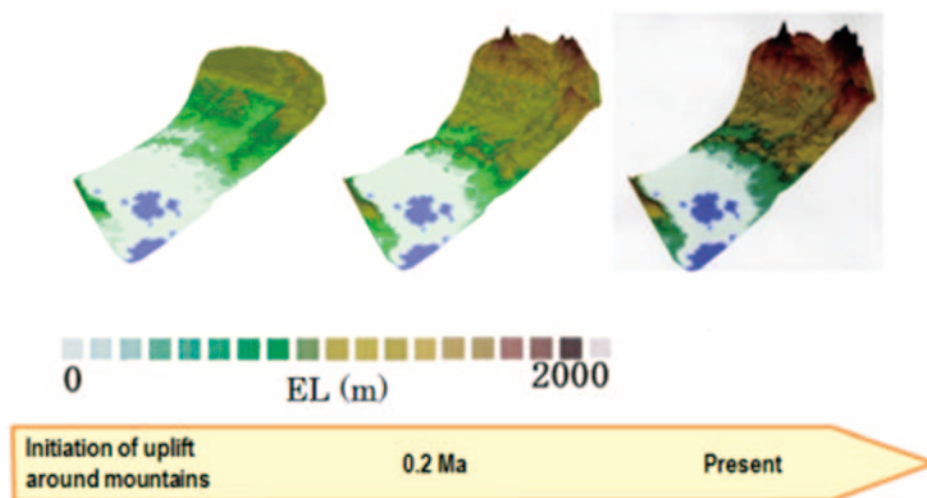 0
2000
EL (m)
Initiation of uplift
around mountains
0.2 Ma
Present